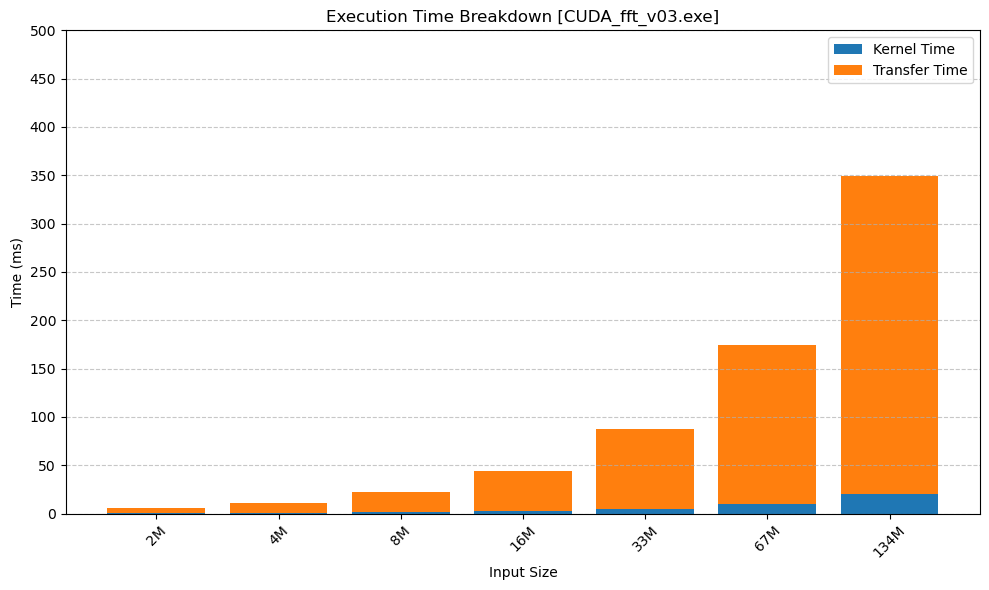 Execution Time Breakdown [CUDA_fft_v03.exe]
Kernel Time
Transfer Time
Time (ms)
500
450
400
350
300
250
200
150
100
50
0
2M
4M
8M
16M
33M
67M
134M
Input Size